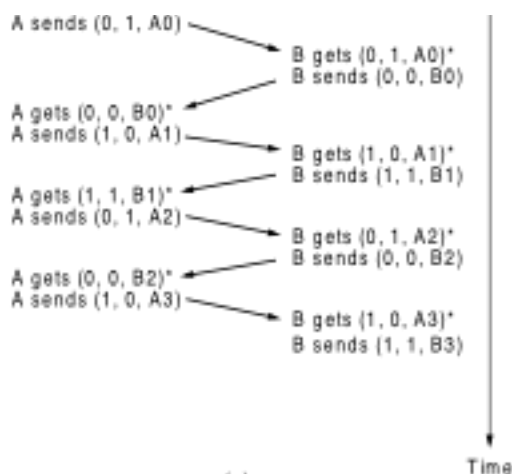 A sends (0, 1, A0)
B gets (0, 1, A0)*
B sends (0, 0, B0)
A gets (0, 0, B0)*
A sends (1, 0, A1)
B gets (1, 0, A1)*
B sends (1, 1, B1)
A gets (1, 1, B1)*
A sends (0, 1, A2)
B gets (0, 1, A2)*
B sends (0, 0, B2)
A gets (0, 0, B2)*
A sends (1, 0, A3)
B gets (1, 0, A3)*
B sends (1, 1, B3)
Time